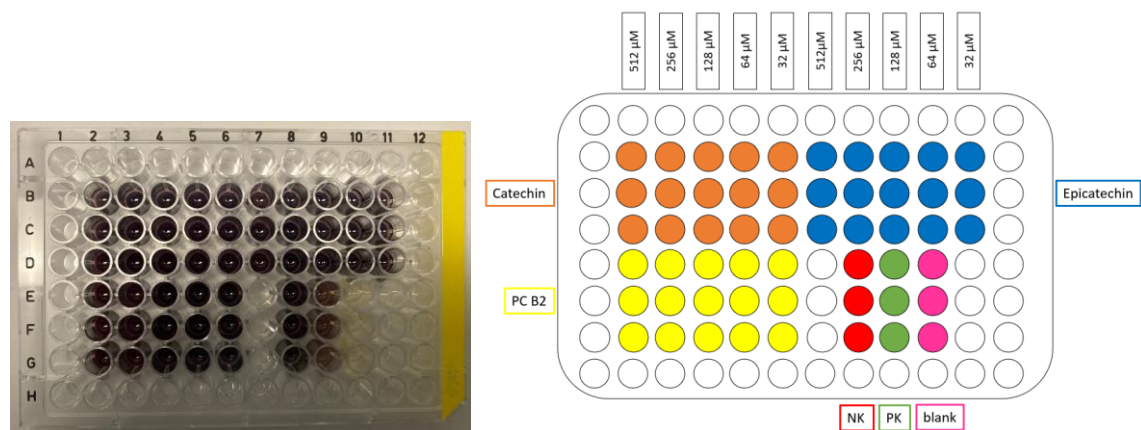 512 µM
256 µM
128 µM
64 µM
32 µM
512µM
256 µM
128 µM
64 µM
32 µM
1 2 3 4 5 6 7 8 9 10 11 12
A
B
C
D
E
F
G
H
Catechin
Epicatechin
PC B2
NK
PK
blank